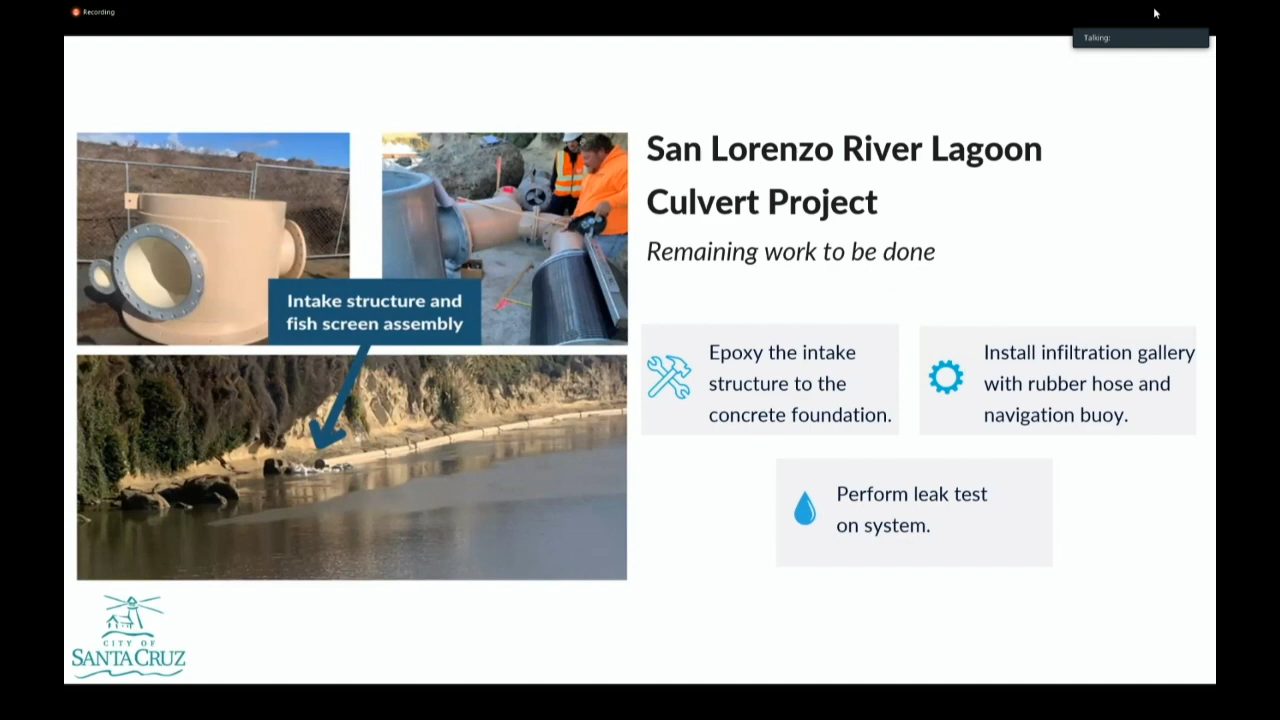 Recording
Talking:
San Lorenzo River Lagoon
Culvert Project
Remaining work to be done
Intake structure and
fish screen assembly
Epoxy the intake
structure to the
concrete foundation.
Install infiltration gallery
with rubber hose and
navigation buoy.
Perform leak test
on system.
CITY OF
SANTA CRUZ